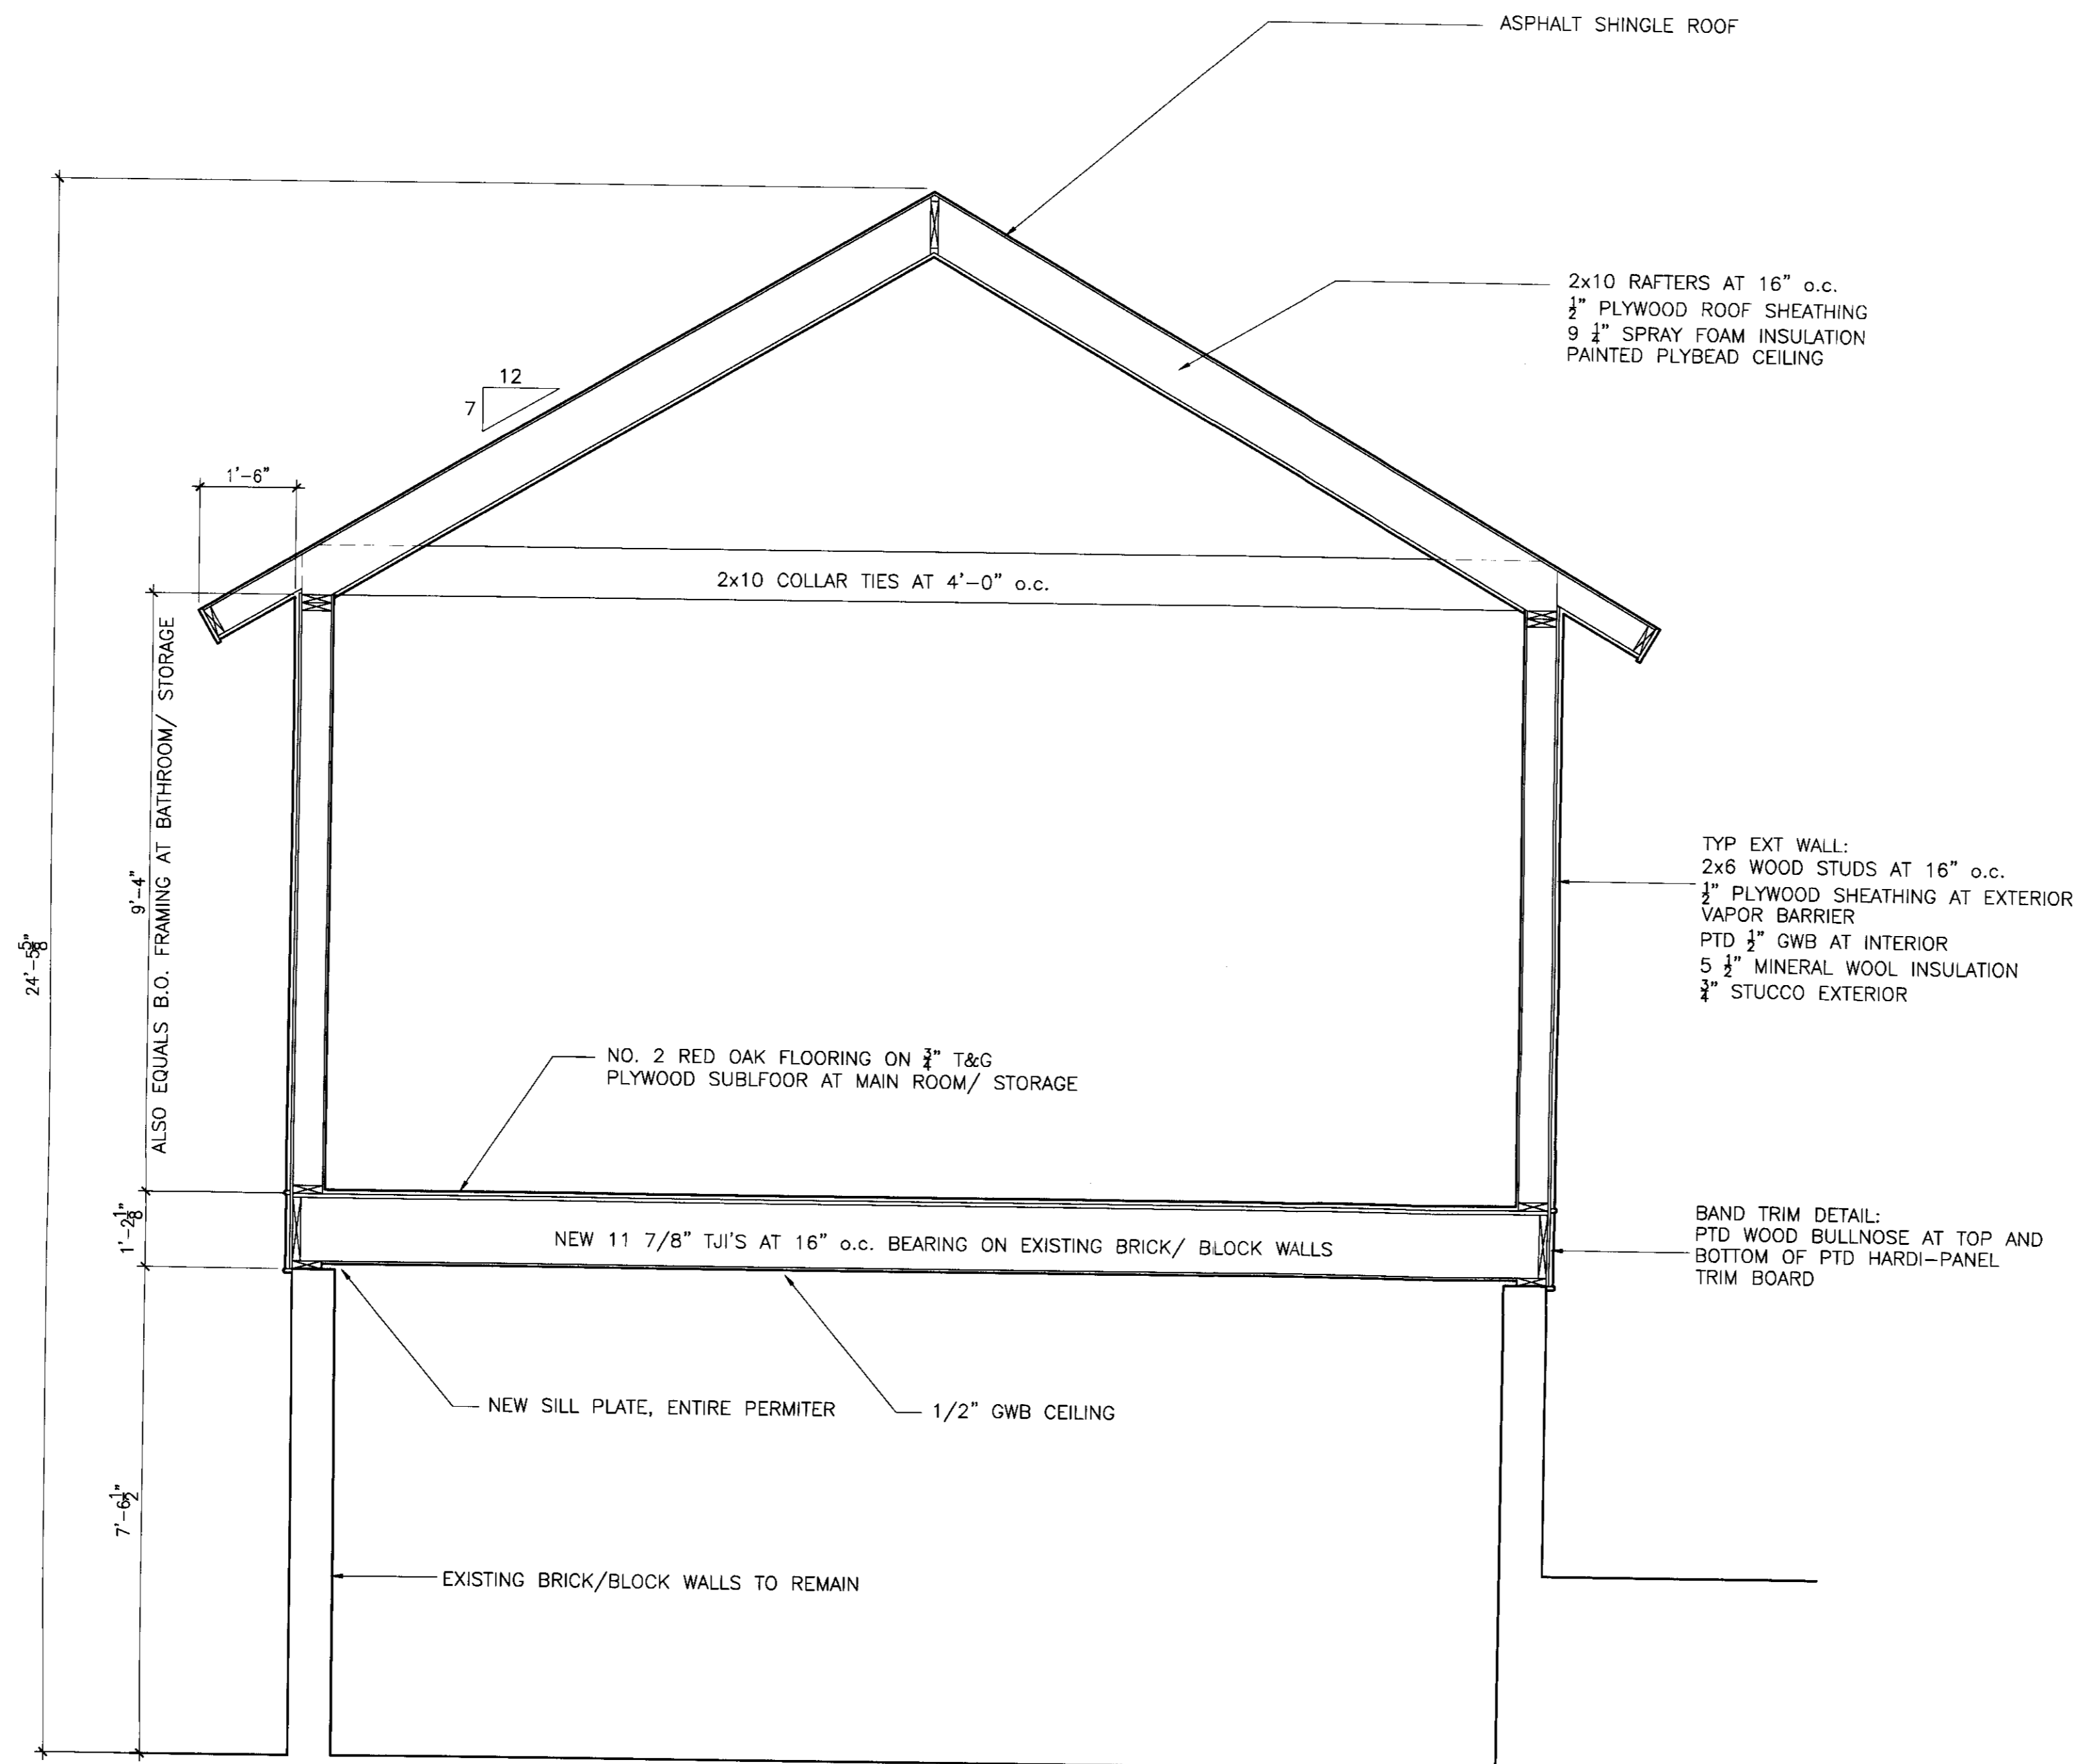 ASPHALT SHINGLE ROOF
2x10 RAFTERS AT 16" o.c.
½" PLYWOOD ROOF SHEATHING
9 ¼" SPRAY FOAM INSULATION
PAINTED PLYBEAD CEILING
12
7
1'-6"
2x10 COLLAR TIES AT 4'-0" o.c.
ALSO EQUALS B.O. FRAMING AT BATHROOM/ STORAGE
9'-4"
24'-5⅝"
TYP EXT WALL:
2x6 WOOD STUDS AT 16" o.c.
½" PLYWOOD SHEATHING AT EXTERIOR
VAPOR BARRIER
PTD ½" GWB AT INTERIOR
5 ½" MINERAL WOOL INSULATION
¾" STUCCO EXTERIOR
NO. 2 RED OAK FLOORING ON ¾" T&G
PLYWOOD SUBLFOOR AT MAIN ROOM/ STORAGE
1'-2⅛"
NEW 11 7/8" TJI'S AT 16" o.c. BEARING ON EXISTING BRICK/ BLOCK WALLS
BAND TRIM DETAIL:
PTD WOOD BULLNOSE AT TOP AND
BOTTOM OF PTD HARDI-PANEL
TRIM BOARD
NEW SILL PLATE, ENTIRE PERMITER
1/2" GWB CEILING
7'-6½"
EXISTING BRICK/BLOCK WALLS TO REMAIN